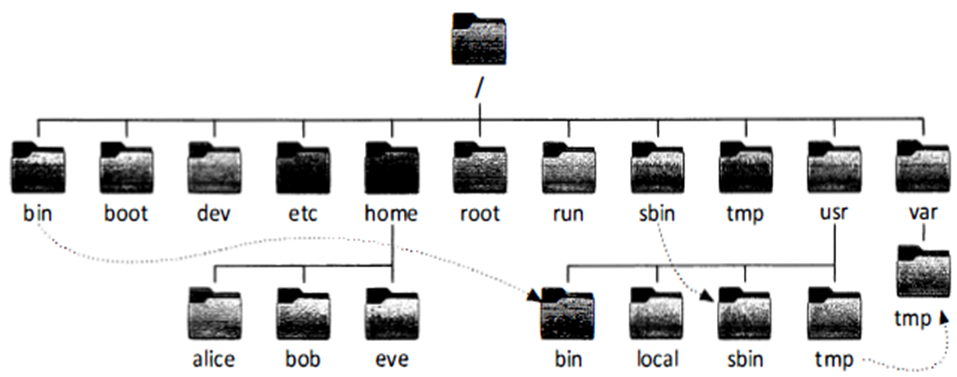 /
bin boot dev etc home root run sbin tmp usr var
tmp
alice bob eve bin local sbin tmp